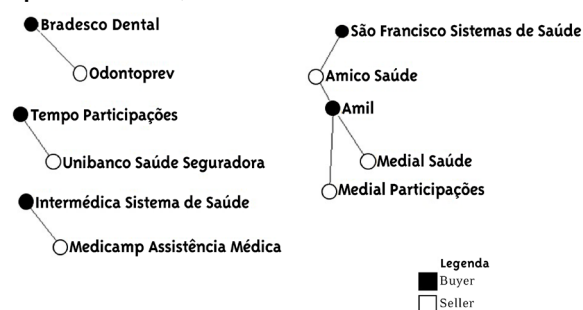 Bradesco Dental
Odontoprev
Tempo Participações
Unibanco Saúde Seguradora
Intermédica Sistema de Saúde
Medicamp Assistência Médica
São Francisco Sistemas de Saúde
Amico Saúde
Amil
Medial Saúde
Medial Participações
Legenda
Buyer
Seller